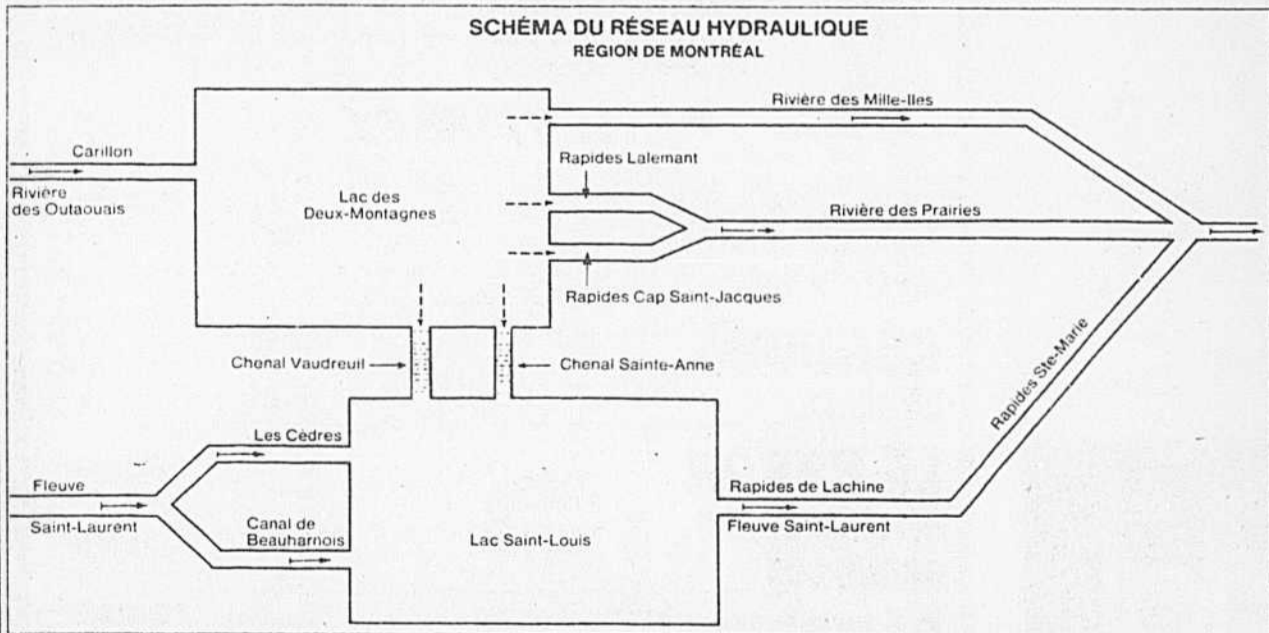 SCHÉMA DU RÉSEAU HYDRAULIQUE
RÉGION DE MONTRÉAL
Rivière des Mille-Iles
Carillon
Rapides Lalemant
Rivière
des Outaouais
Lac des
Deux-Montagnes
Rivière des Prairies
Rapides Cap Saint-Jacques
Chenal Vaudreuil
Chenal Sainte-Anne
Rapides Ste-Marie
Les Cèdres
Fleuve
Saint-Laurent
Canal de
Beauharnois
Lac Saint-Louis
Rapides de Lachine
Fleuve Saint-Laurent